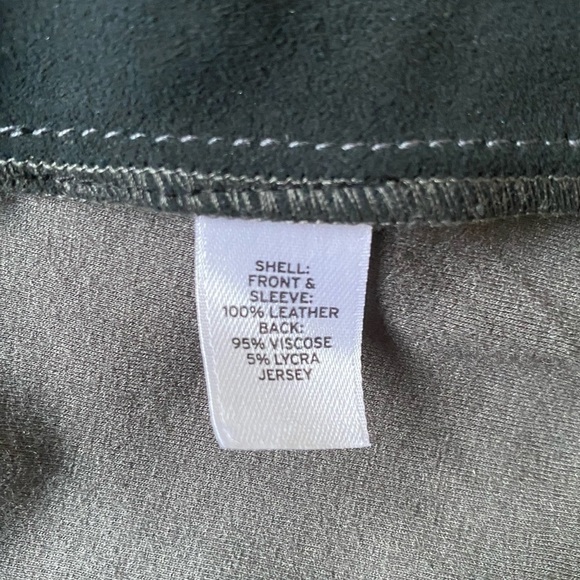 SHELL:
FRONT &
SLEEVE:
100% LEATHER
BACK:
95% VISCOSE
5% LYCRA
JERSEY